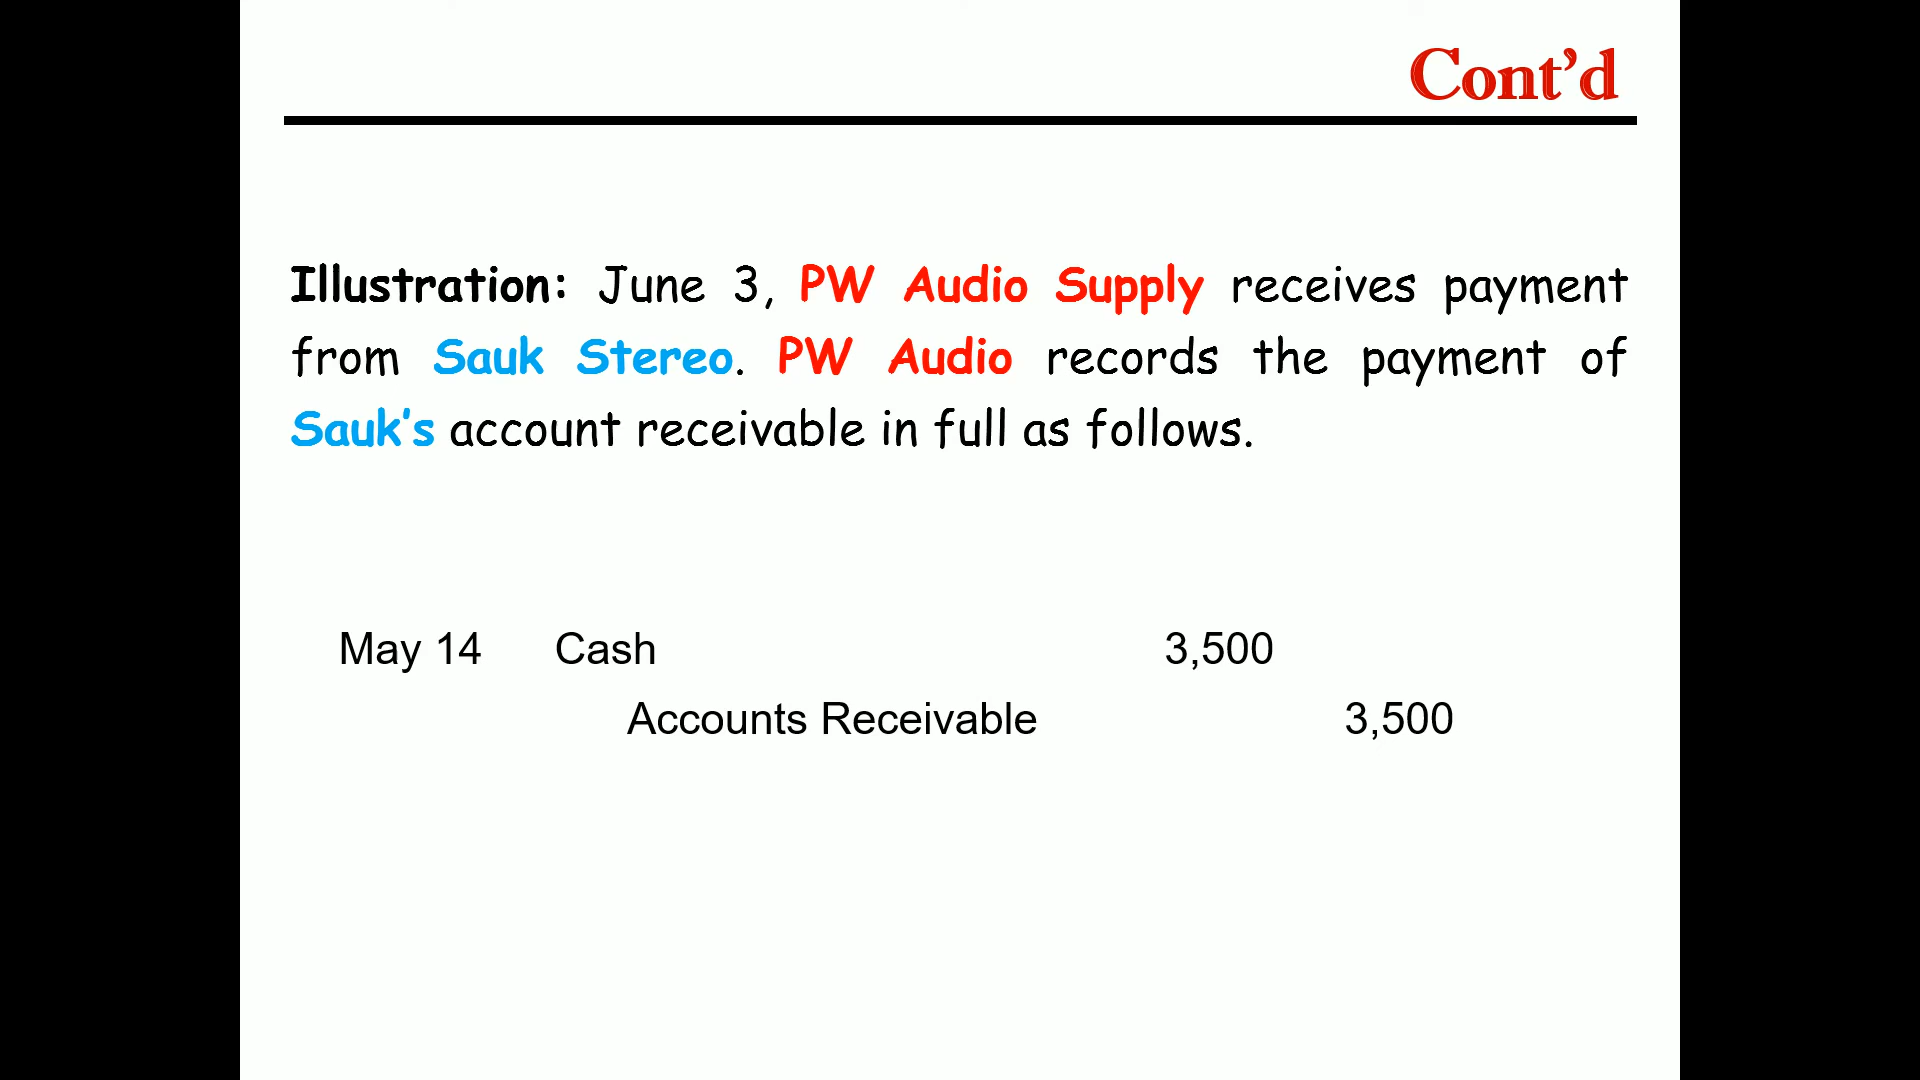 Cont’d
Illustration: June 3, PW Audio Supply receives payment
from Sauk Stereo. PW Audio records the payment of
Sauk’s account receivable in full as follows.
May 14 Cash 3,500
Accounts Receivable 3,500